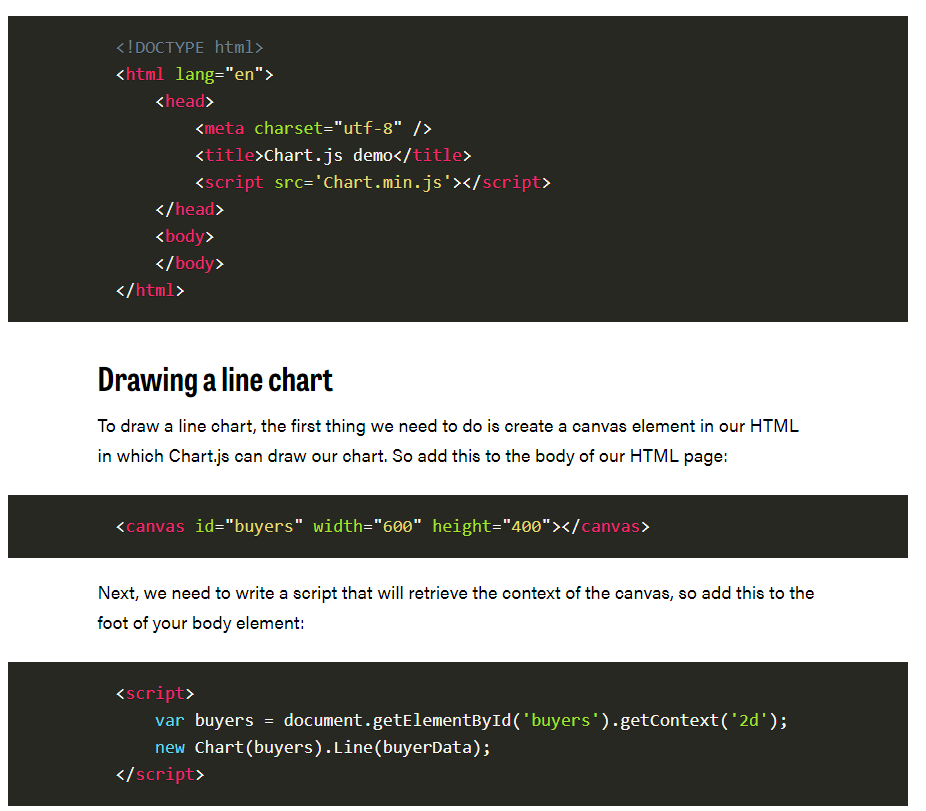 <!DOCTYPE html>
<html lang="en">
    <head>
        <meta charset="utf-8" />
        <title>Chart.js demo</title>
        <script src='Chart.min.js'></script>
    </head>
    <body>
    </body>
</html>
Drawing a line chart
To draw a line chart, the first thing we need to do is create a canvas element in our HTML
in which Chart.js can draw our chart. So add this to the body of our HTML page:
<canvas id="buyers" width="600" height="400"></canvas>
Next, we need to write a script that will retrieve the context of the canvas, so add this to the
foot of your body element:
<script>
    var buyers = document.getElementById('buyers').getContext('2d');
    new Chart(buyers).Line(buyerData);
</script>